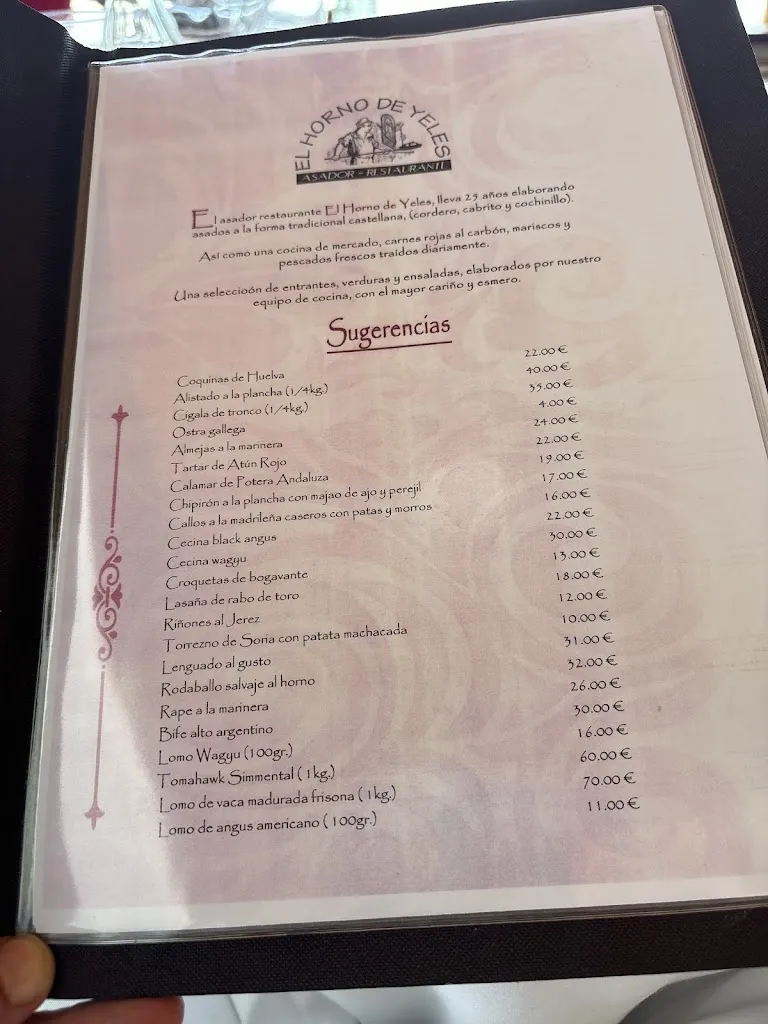 EL HORNO DE YELES
ASADOR - RESTAURANTE
El asador restaurante El Horno de Yeles, lleva 25 años elaborando
asados a la forma tradicional castellana, (cordero, cabrito y cochinillo).
Así como una cocina de mercado, carnes rojas al carbón, mariscos y
pescados frescos traídos diariamente.
Una seleccioón de entrantes, verduras y ensaladas, elaborados por nuestro
equipo de cocina, con el mayor cariño y esmero.
Sugerencias
Coquinas de Huelva 22.00 €
Alistado a la plancha (1/4kg.) 40.00 €
Cigala de tronco (1/4kg.) 35.00 €
Ostra gallega 4.00 €
Almejas a la marinera 24.00 €
Tartar de Atún Rojo 22.00 €
Calamar de Potera Andaluza 19.00 €
Chipirón a la plancha con majao de ajo y perejil 17.00 €
Callos a la madrileña caseros con patas y morros 16.00 €
Cecina black angus 22.00 €
Cecina wagyu 30.00 €
Croquetas de bogavante 13.00 €
Lasaña de rabo de toro 18.00 €
Riñones al Jerez 12.00 €
Torrezno de Soria con patata machacada 10.00 €
Lenguado al gusto 31.00 €
Rodaballo salvaje al horno 32.00 €
Rape a la marinera 26.00 €
Bife alto argentino 30.00 €
Lomo Wagyu (100gr.) 16.00 €
Tomahawk Simmental ( 1kg.) 60.00 €
Lomo de vaca madurada frisona ( 1kg.) 70.00 €
Lomo de angus americano ( 100gr.) 11.00 €